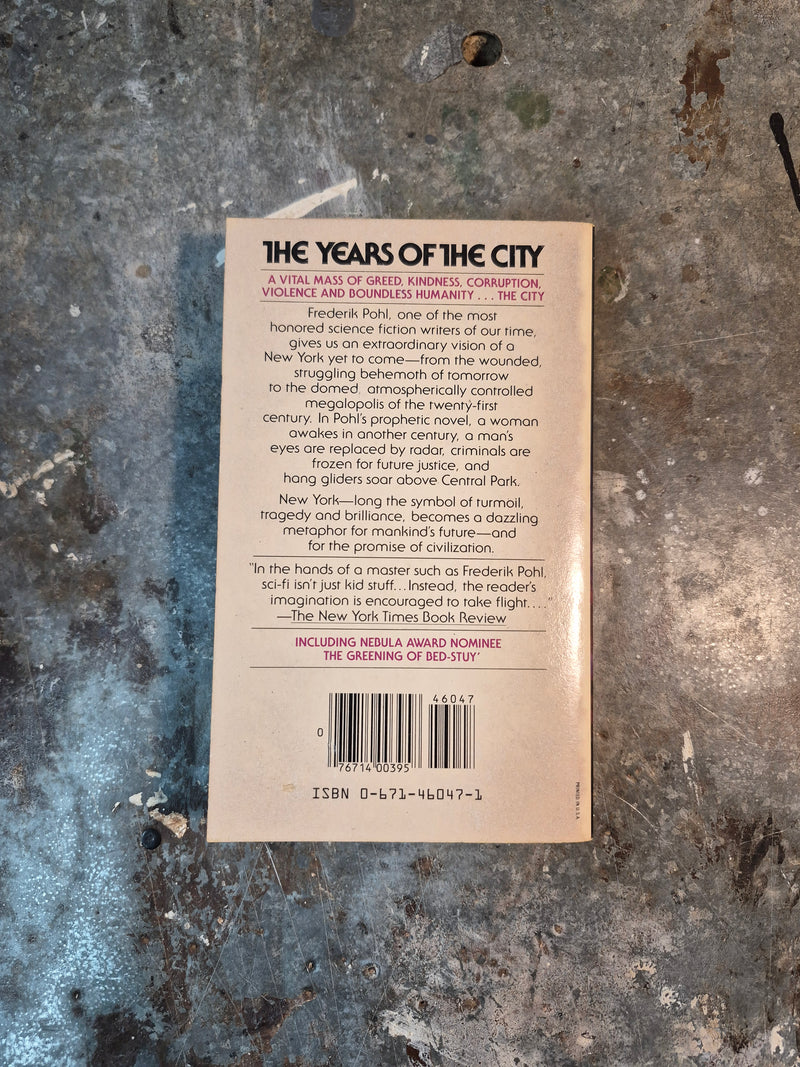 THE YEARS OF THE CITY
A VITAL MASS OF GREED, KINDNESS, CORRUPTION,
VIOLENCE AND BOUNDLESS HUMANITY . . . THE CITY
Frederik Pohl, one of the most
honored science fiction writers of our time,
gives us an extraordinary vision of a
New York yet to come—from the wounded,
struggling behemoth of tomorrow
to the domed, atmospherically controlled
megalopolis of the twenty-first
century. In Pohl's prophetic novel, a woman
awakes in another century, a man's
eyes are replaced by radar, criminals are
frozen for future justice, and
hang gliders soar above Central Park.
New York—long the symbol of turmoil,
tragedy and brilliance, becomes a dazzling
metaphor for mankind's future—and
for the promise of civilization.
"In the hands of a master such as Frederik Pohl,
sci-fi isn't just kid stuff... Instead, the reader's
imagination is encouraged to take flight...."
—The New York Times Book Review
INCLUDING NEBULA AWARD NOMINEE
THE GREENING OF BED-STUY'
46047
0
76714 00395
ISBN 0-671-46047-1
PRINTED IN U.S.A.